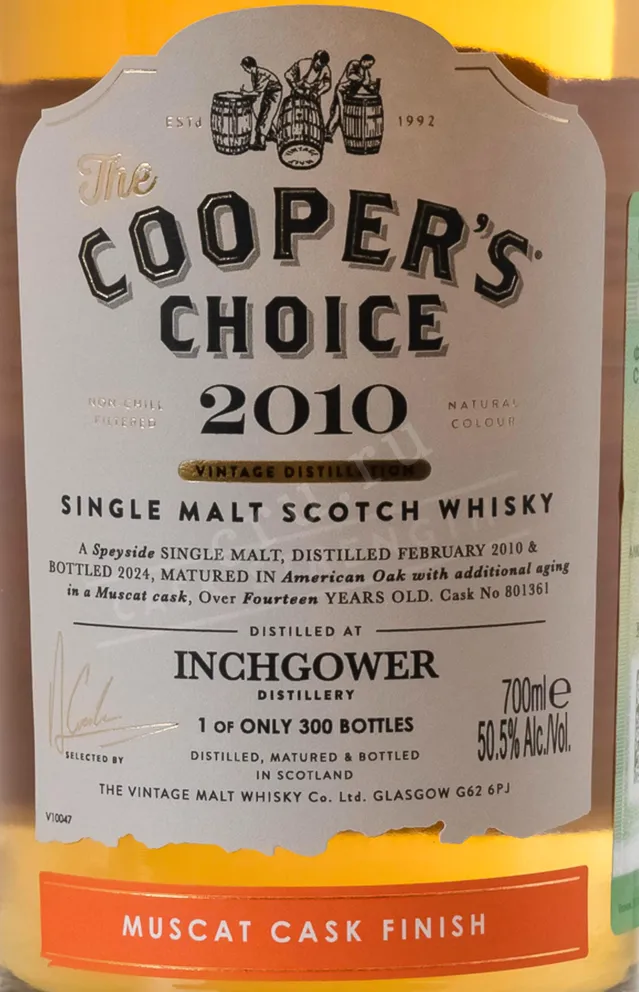 ESTd 1992
The
COOPER'S
CHOICE
NON-CHILL
FILTERED
2010
NATURAL
COLOUR
VINTAGE DISTILLATION
SINGLE MALT SCOTCH WHISKY
A Speyside SINGLE MALT, DISTILLED FEBRUARY 2010 &
BOTTLED 2024, MATURED IN American Oak with additional aging
in a Muscat cask, Over Fourteen YEARS OLD. Cask No 801361
DISTILLED AT
INCHGOWER
DISTILLERY
1 OF ONLY 300 BOTTLES
700ml e
50.5% Alc./Vol.
SELECTED BY
DISTILLED, MATURED & BOTTLED
IN SCOTLAND
THE VINTAGE MALT WHISKY Co. Ltd. GLASGOW G62 6PJ
V10047
MUSCAT CASK FINISH